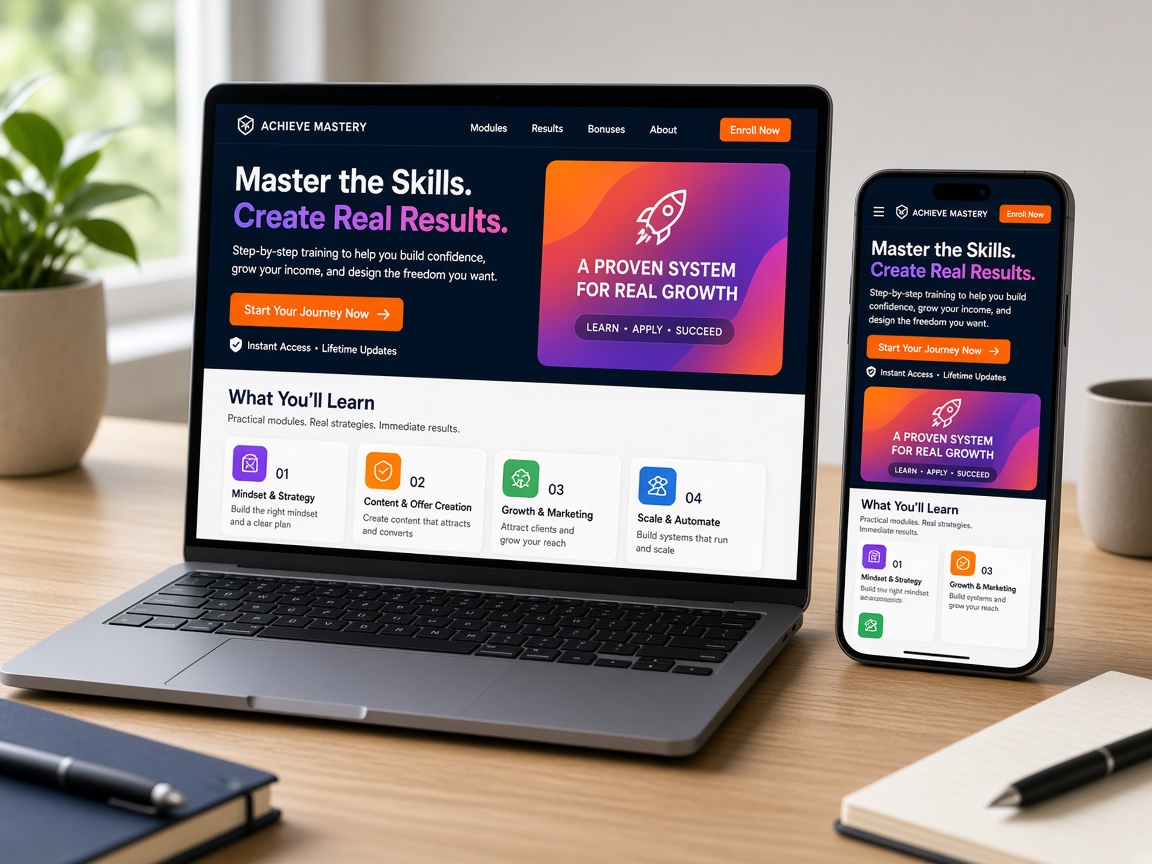 ACHIEVE MASTERY
Modules Results Bonuses About Enroll Now
Master the Skills.
Create Real Results.
Step-by-step training to help you build confidence,
grow your income, and design the freedom you want.
Start Your Journey Now →
Instant Access • Lifetime Updates
A PROVEN SYSTEM
FOR REAL GROWTH
LEARN • APPLY • SUCCEED
What You'll Learn
Practical modules. Real strategies. Immediate results.
01
Mindset & Strategy
Build the right mindset
and a clear plan
02
Content & Offer Creation
Create content that attracts
and converts
03
Growth & Marketing
Attract clients and
grow your reach
04
Scale & Automate
Build systems that run
and scale
ACHIEVE MASTERY Enroll Now
Master the Skills.
Create Real Results.
Step-by-step training to help you build
confidence, grow your income, and
design the freedom you want.
Start Your Journey Now →
Instant Access • Lifetime Updates
A PROVEN SYSTEM
FOR REAL GROWTH
LEARN • APPLY • SUCCEED
What You'll Learn
Practical modules. Real strategies.
Immediate results.
01
Mindset & Strategy
Build the right mindset
03
Growth & Marketing
Build systems and
grow your reach